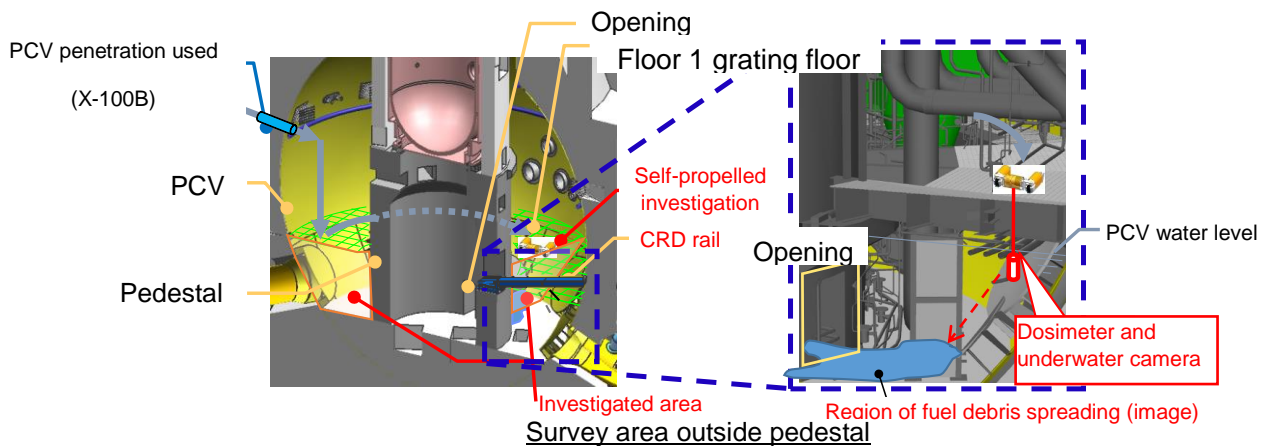 Opening
PCV penetration used
(X-100B)
Floor 1 grating floor
PCV
Self-propelled
investigation
CRD rail
Pedestal
Investigated area
Opening
PCV water level
Dosimeter and
underwater camera
Region of fuel debris spreading (image)
Survey area outside pedestal